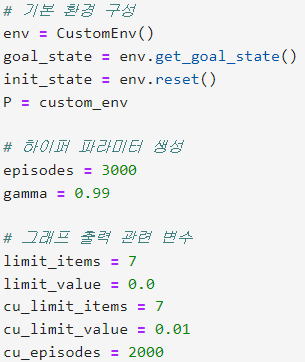 # 기본 환경 구성
env = CustomEnv()
goal_state = env.get_goal_state()
init_state = env.reset()
P = custom_env
# 하이퍼 파라미터 생성
episodes = 3000
gamma = 0.99
# 그래프 출력 관련 변수
limit_items = 7
limit_value = 0.0
cu_limit_items = 7
cu_limit_value = 0.01
cu_episodes = 2000